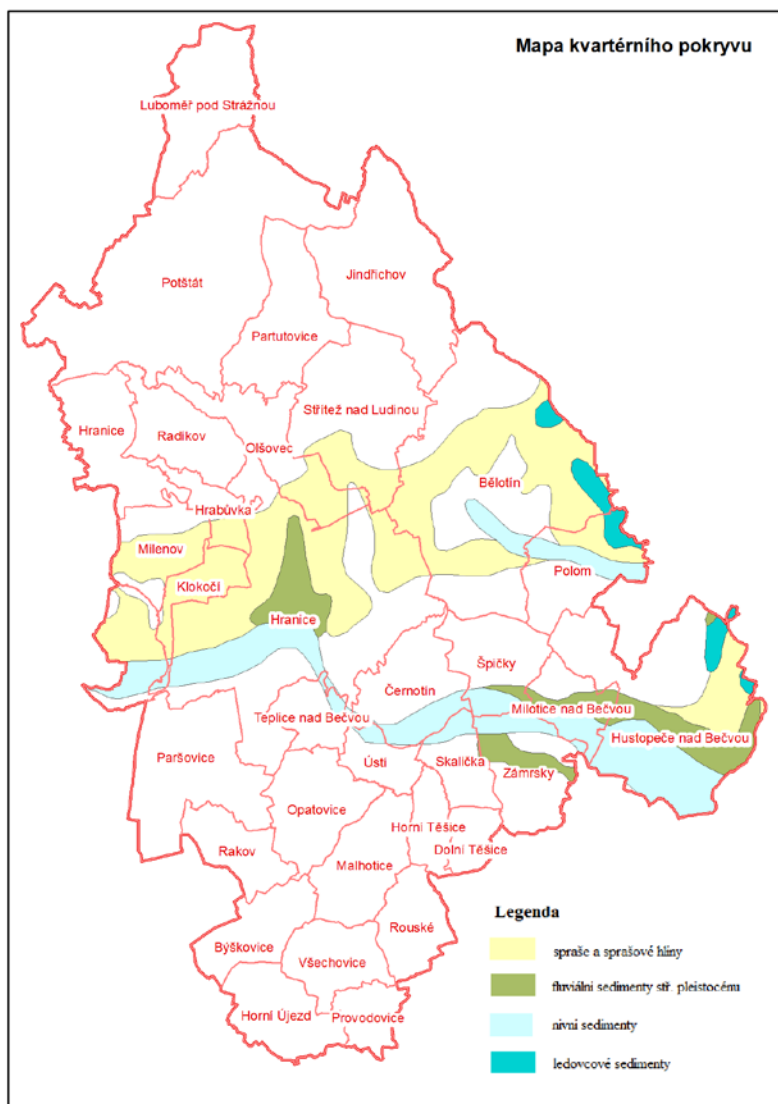 Mapa kvartérního pokryvu
Luboměř pod Strážnou
Potštát
Jindřichov
Partutovice
Střítež nad Ludinou
Hranice
Radíkov
Olšovec
Bělotín
Hrabůvka
Milenov
Klokočí
Polom
Hranice
Špičky
Černotín
Milotice nad Bečvou
Teplice nad Bečvou
Hustopeče nad Bečvou
Paršovice
Ústí
Skalička
Zámrsky
Opatovice
Horní Těšice
Dolní Těšice
Rakov
Malhotice
Rouské
Býškovice
Všechovice
Horní Újezd
Provodovice
Legenda
spraše a sprašové hlíny
fluviální sedimenty stř. pleistocénu
nivní sedimenty
ledovcové sedimenty